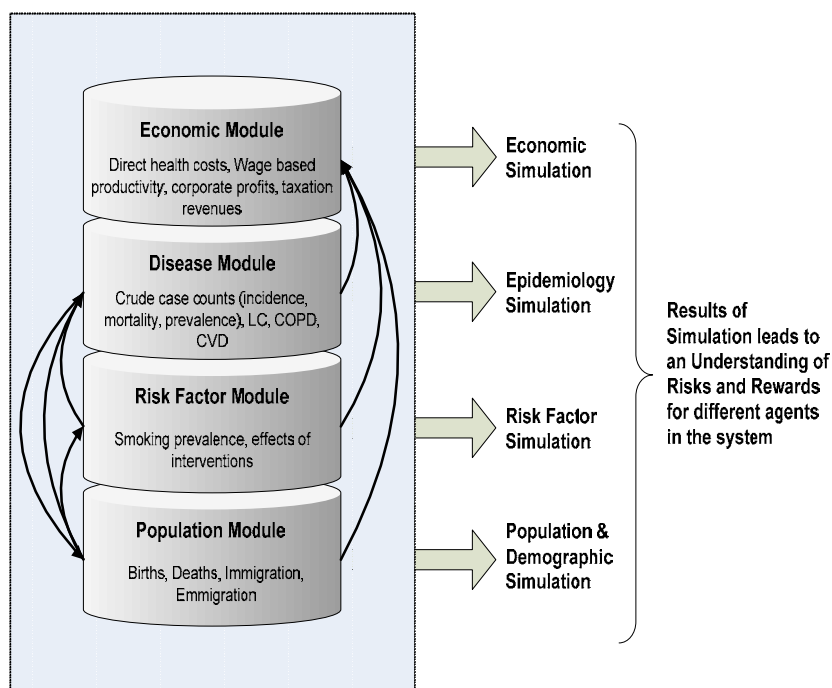 Economic Module
Direct health costs, Wage based
productivity, corporate profits, taxation
revenues
Disease Module
Crude case counts (incidence,
mortality, prevalence), LC, COPD,
CVD
Risk Factor Module
Smoking prevalence, effects of
interventions
Population Module
Births, Deaths, Immigration,
Emmigration
Economic
Simulation
Epidemiology
Simulation
Risk Factor
Simulation
Population &
Demographic
Simulation
Results of
Simulation leads to
an Understanding of
Risks and Rewards
for different agents
in the system